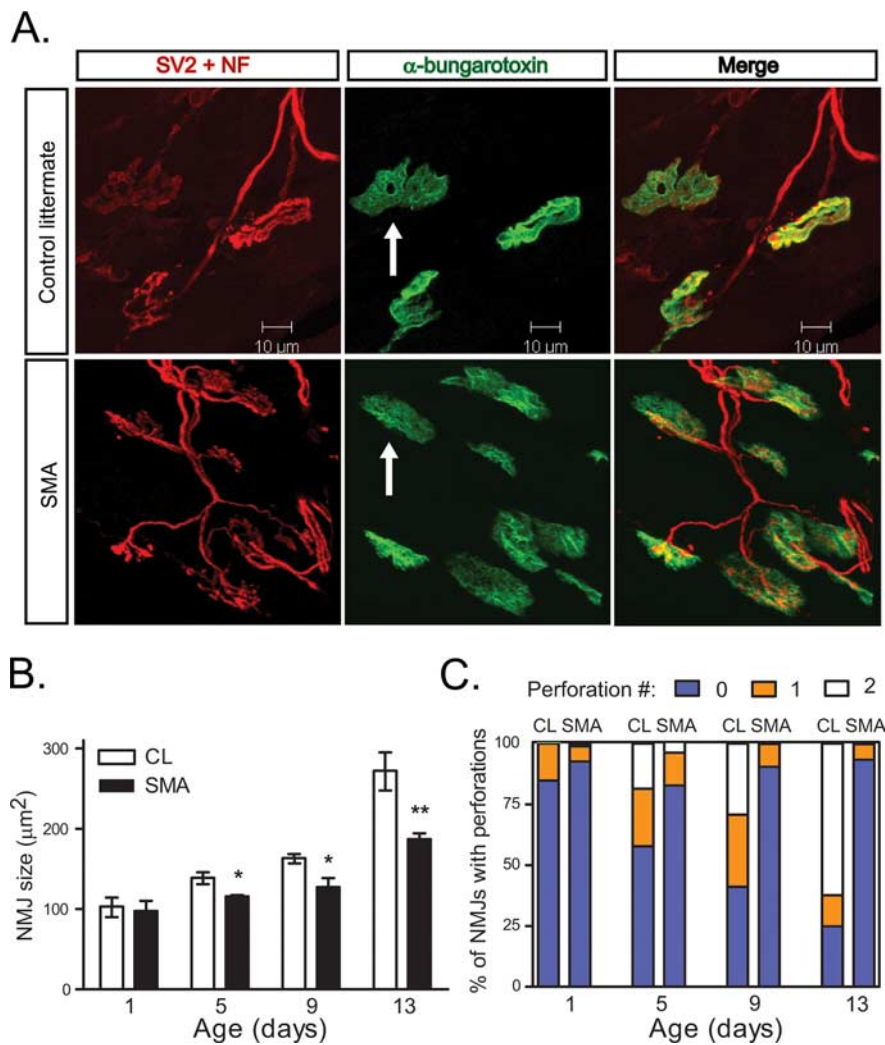 A.
SV2 + NF
α-bungarotoxin
Merge
Control littermate
10 μm
10 μm
10 μm
SMA
B.
CL
SMA
NMJ size (μm²)
300
200
100
0
*
*
**
1 5 9 13
Age (days)
C.
Perforation #: 0 1 2
CL SMA CL SMA CL SMA CL SMA
% of NMJs with perforations
100
75
50
25
0
1 5 9 13
Age (days)